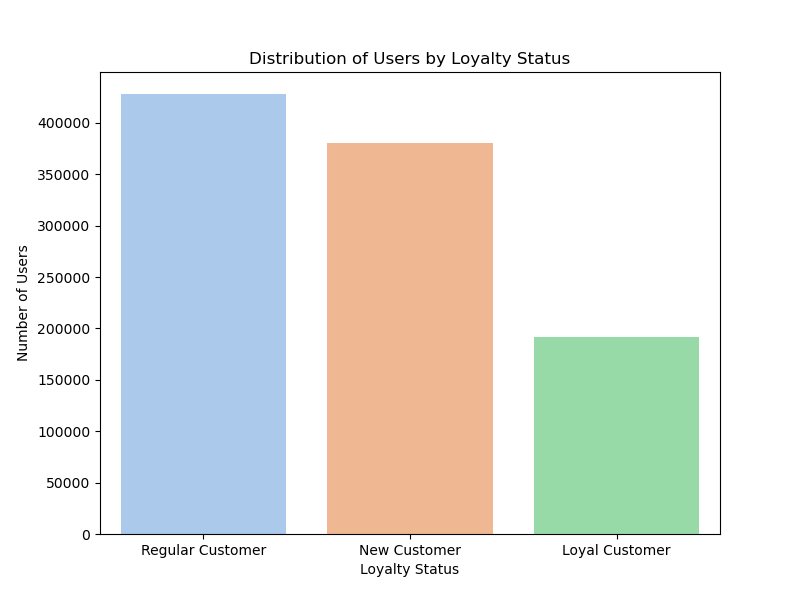 Distribution of Users by Loyalty Status
Number of Users
400000
350000
300000
250000
200000
150000
100000
50000
0
Regular Customer
New Customer
Loyal Customer
Loyalty Status